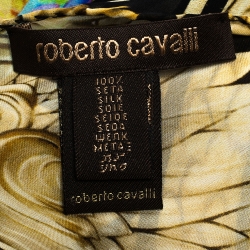 roberto cavalli
100%
SETA
SILK
SOIE
SEIDE
SEDA
roberto cavalli